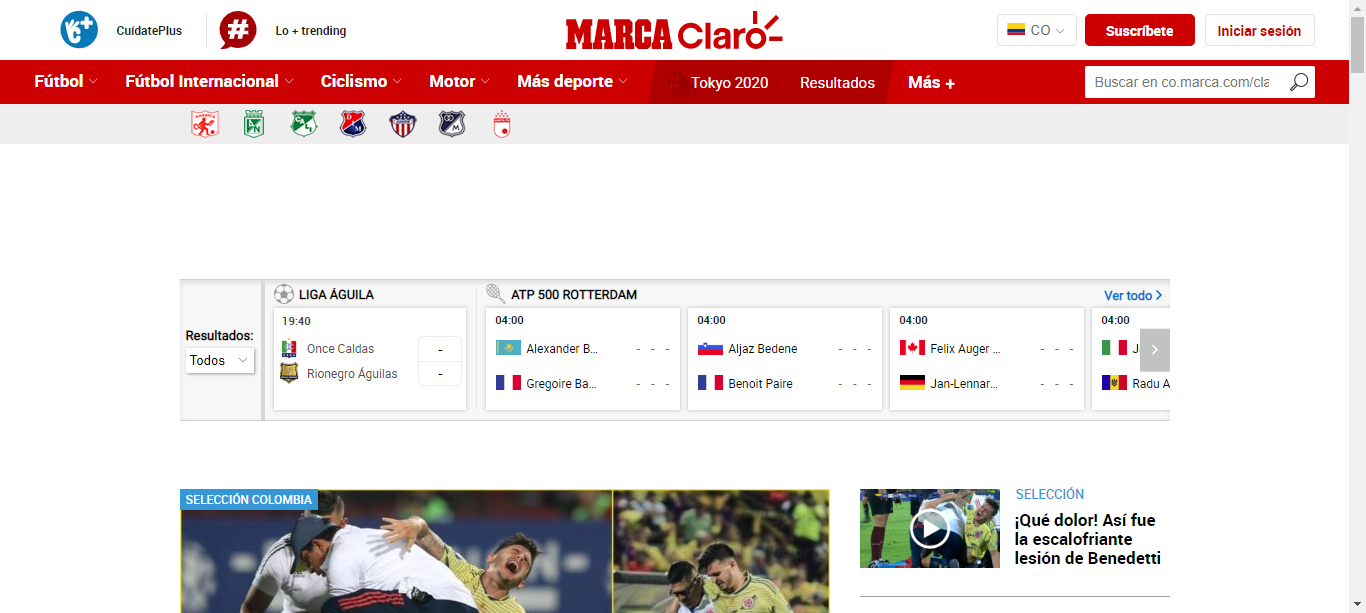 CuídatePlus
#
Lo + trending
MARCA Claro
CO
Suscríbete
Iniciar sesión
Fútbol
Fútbol Internacional
Ciclismo
Motor
Más deporte
# Tokyo 2020 / Resultados
Más +
Buscar en co.marca.com/cla
Resultados:
Todos
LIGA ÁGUILA
19:40
Once Caldas -
Rionegro Águilas -
ATP 500 ROTTERDAM
Ver todo
04:00
Alexander B... - - -
Gregoire Ba... - - -
04:00
Aljaz Bedene - - -
Benoit Paire - - -
04:00
Felix Auger ... - - -
Jan-Lennar... - - -
04:00
J
Radu A
SELECCIÓN COLOMBIA
SELECCIÓN
¡Qué dolor! Así fue
la escalofriante
lesión de Benedetti